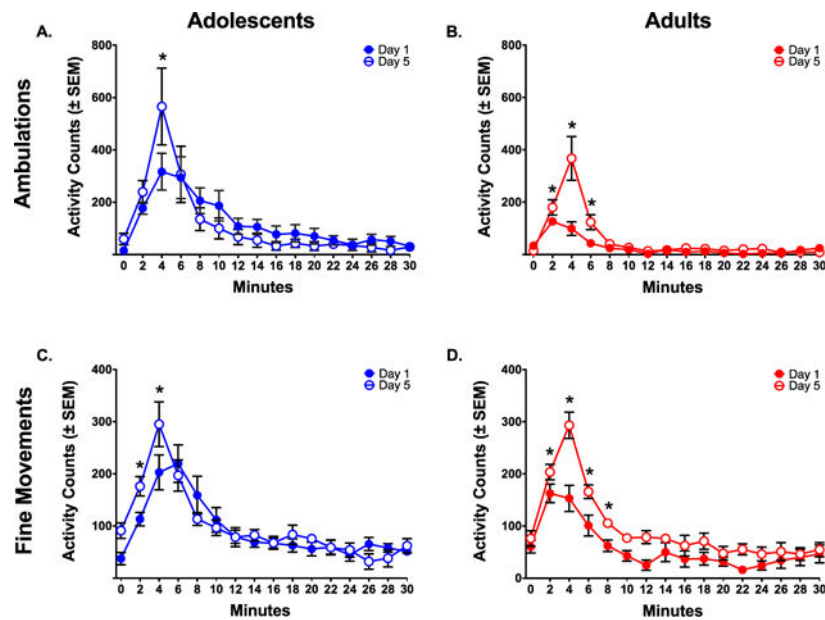 Adolescents
Adults
A.
B.
Ambulations
Activity Counts (± SEM)
800
600
400
200
0 2 4 6 8 10 12 14 16 18 20 22 24 26 28 30
Minutes
*
Day 1
Day 5
Activity Counts (± SEM)
800
600
400
200
0 2 4 6 8 10 12 14 16 18 20 22 24 26 28 30
Minutes
* * *
Day 1
Day 5
C.
D.
Fine Movements
Activity Counts (± SEM)
400
300
200
100
0 2 4 6 8 10 12 14 16 18 20 22 24 26 28 30
Minutes
* *
Day 1
Day 5
Activity Counts (± SEM)
400
300
200
100
0
0 2 4 6 8 10 12 14 16 18 20 22 24 26 28 30
Minutes
* * * *
Day 1
Day 5